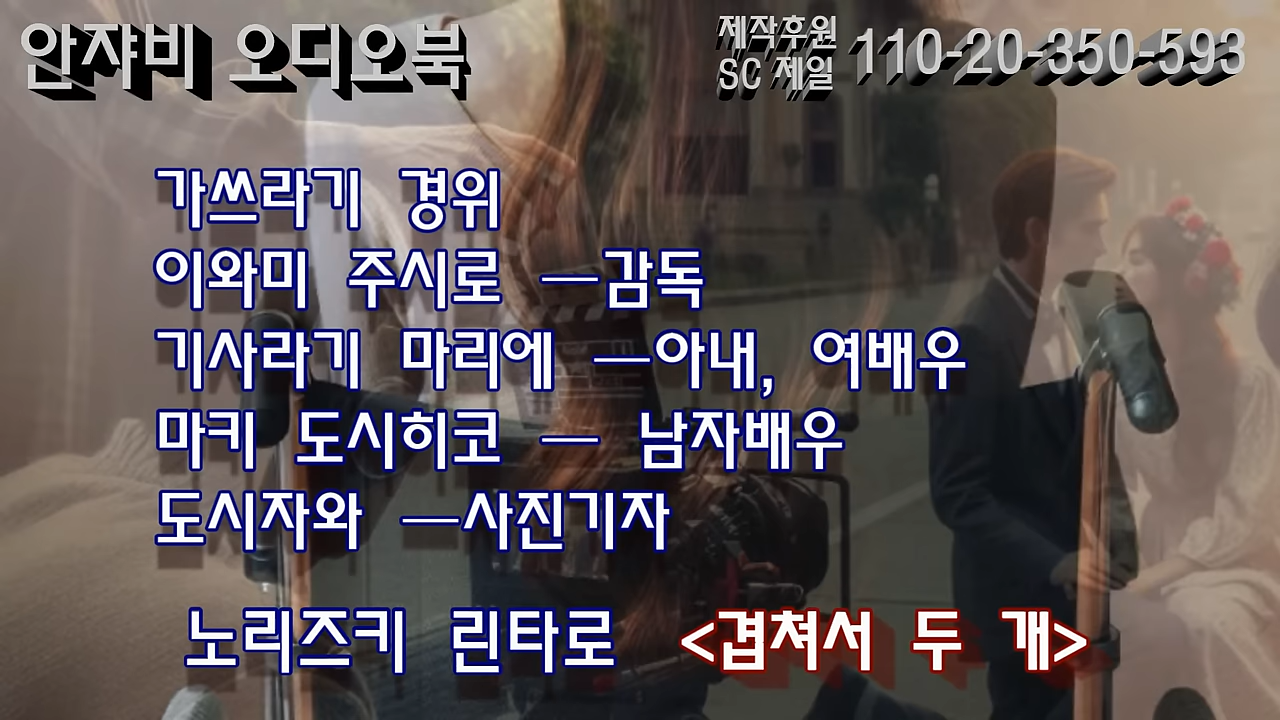 안쟈비 오디오북
제작후원
SC 제일
110-20-350-593
가쓰라기 경위
이와미 주시로 —감독
기사라기 마리에 —아내, 여배우
마키 도시히코 — 남자배우
도시자와 —사진기자
노리즈키 린타로 <겹쳐서 두 개>